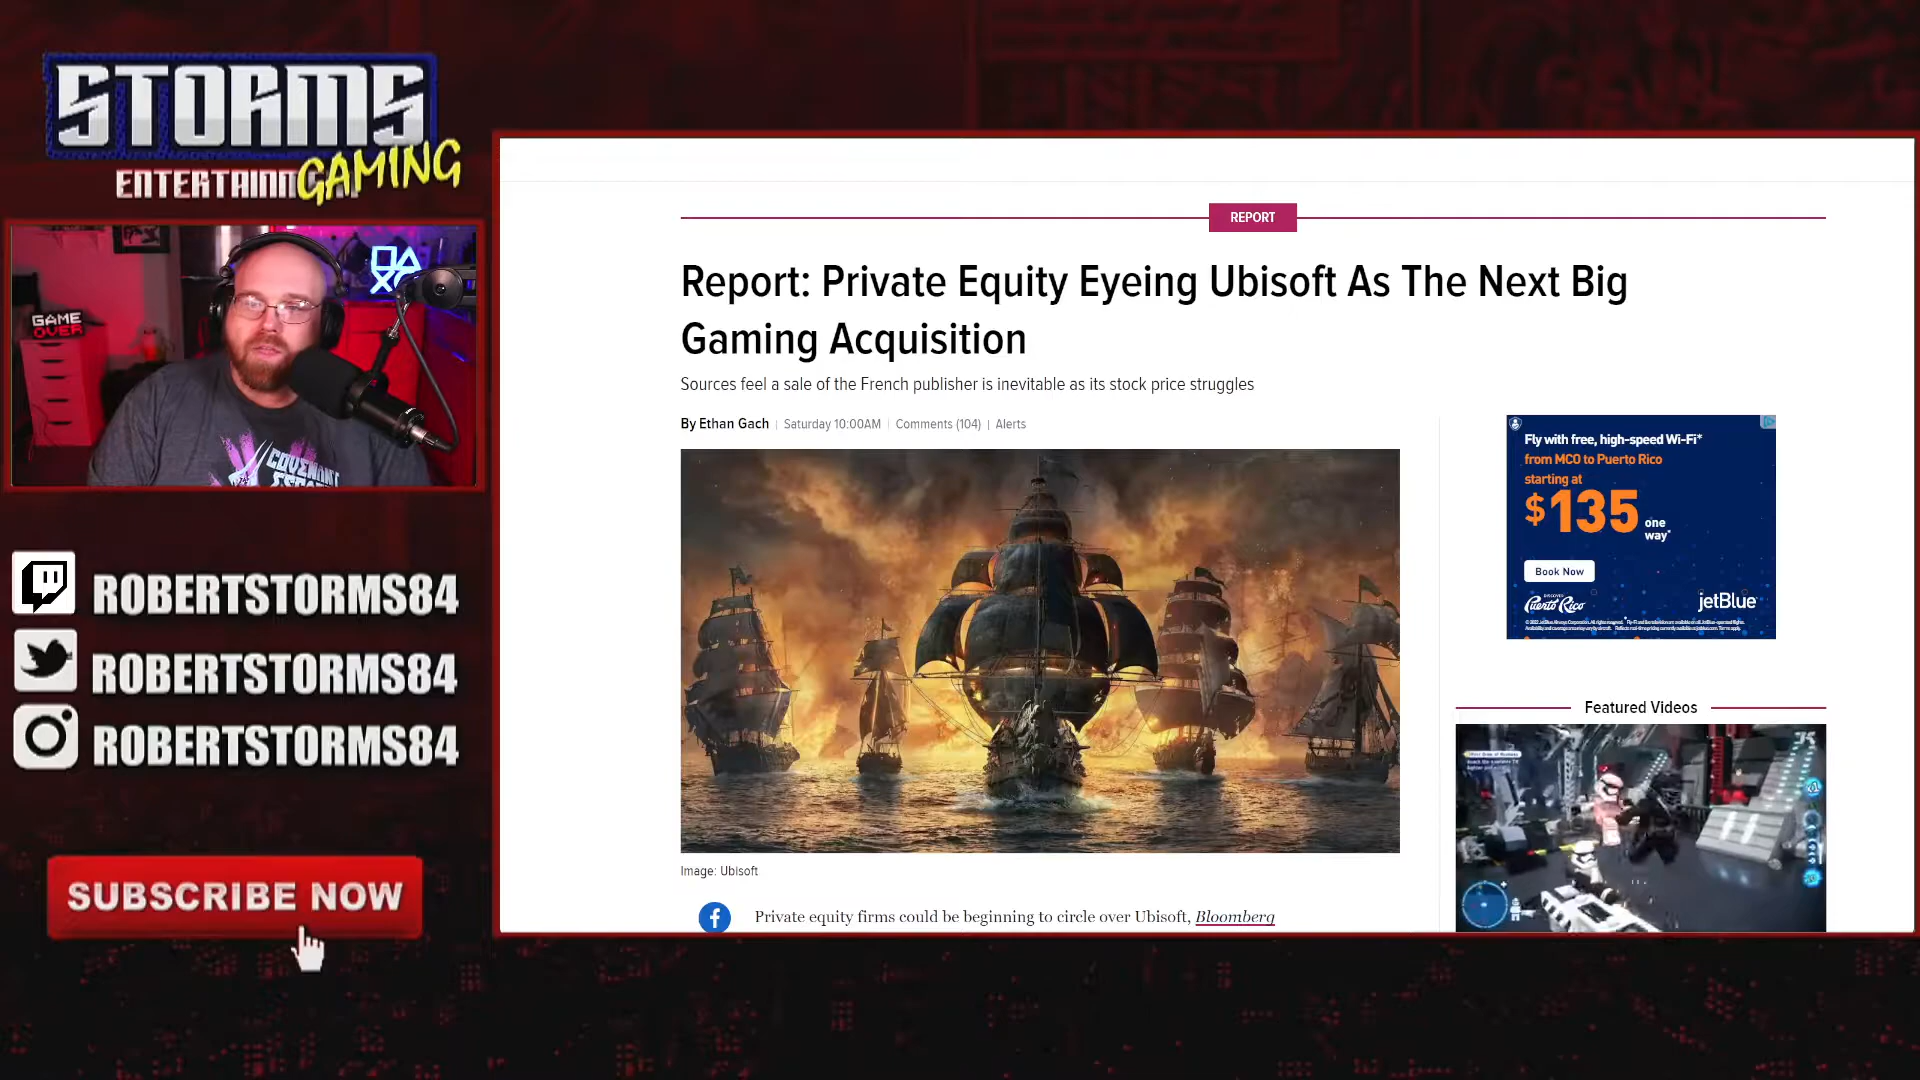 STORMS
ENTERTAINM
GAMING
GAME
OVER
COVENANT
ROBERTSTORMS84
ROBERTSTORMS84
ROBERTSTORMS84
SUBSCRIBE NOW
REPORT
Report: Private Equity Eyeing Ubisoft As The Next Big
Gaming Acquisition
Sources feel a sale of the French publisher is inevitable as its stock price struggles
By Ethan Gach | Saturday 10:00AM | Comments (104) | Alerts
Image: Ubisoft
Private equity firms could be beginning to circle over Ubisoft, Bloomberg
Fly with free, high-speed Wi-Fi*
from MCO to Puerto Rico
starting at
$135 one
way*
Book Now
DISCOVER
Puerto Rico
jetBlue
Featured Videos